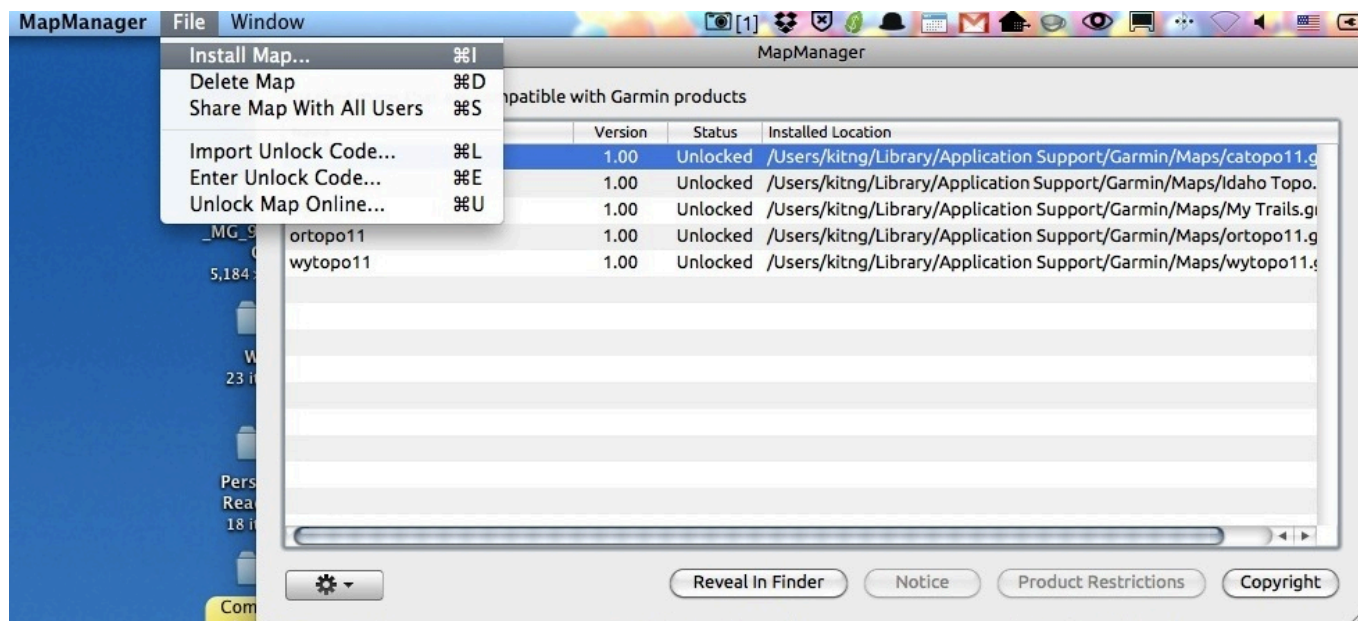 MapManager File Window
[1]
Install Map... ⌘I
Delete Map ⌘D
Share Map With All Users ⌘S
Import Unlock Code... ⌘L
Enter Unlock Code... ⌘E
Unlock Map Online... ⌘U
MapManager
compatible with Garmin products
Version Status Installed Location
1.00 Unlocked /Users/kitng/Library/Application Support/Garmin/Maps/catopo11.g
1.00 Unlocked /Users/kitng/Library/Application Support/Garmin/Maps/Idaho Topo.
1.00 Unlocked /Users/kitng/Library/Application Support/Garmin/Maps/My Trails.g
ortopo11 1.00 Unlocked /Users/kitng/Library/Application Support/Garmin/Maps/ortopo11.g
wytopo11 1.00 Unlocked /Users/kitng/Library/Application Support/Garmin/Maps/wytopo11.g
_MG_9
5,184
W
23 it
Pers
Rea
18 it
Com
Reveal In Finder Notice Product Restrictions Copyright